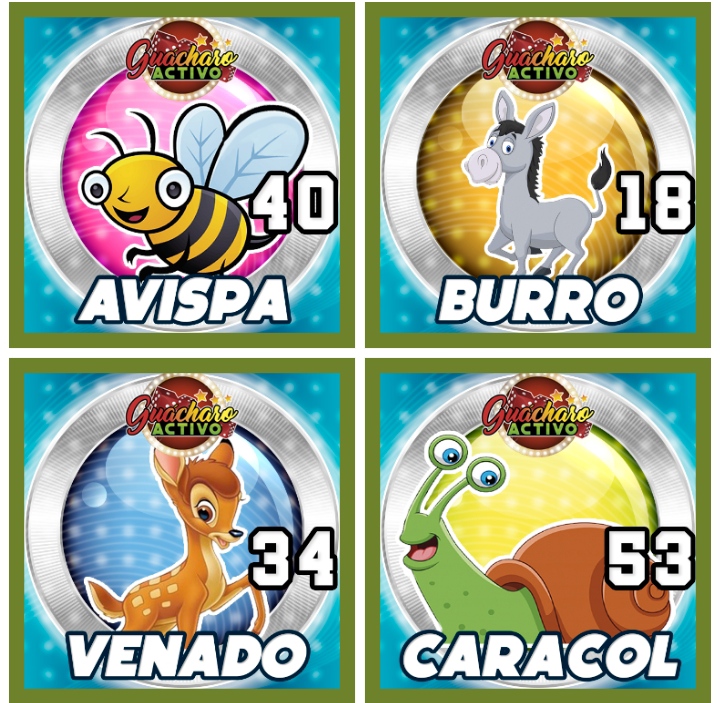 Guacharo
ACTIVO
40
AVISPA
Guacharo
ACTIVO
18
BURRO
Guacharo
ACTIVO
34
VENADO
Guacharo
ACTIVO
53
CARACOL